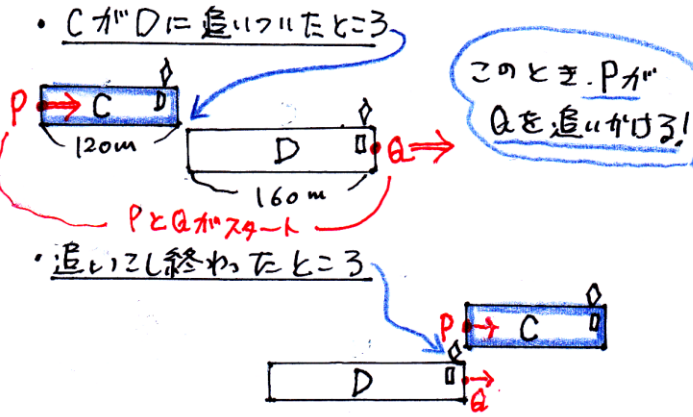 ・CがDに追いついたところ
このとき、Pが
Qを追いかける!
P C
120m
D Q
160m
PとQがスタート
・追いこし終わったところ
P C
D
Q